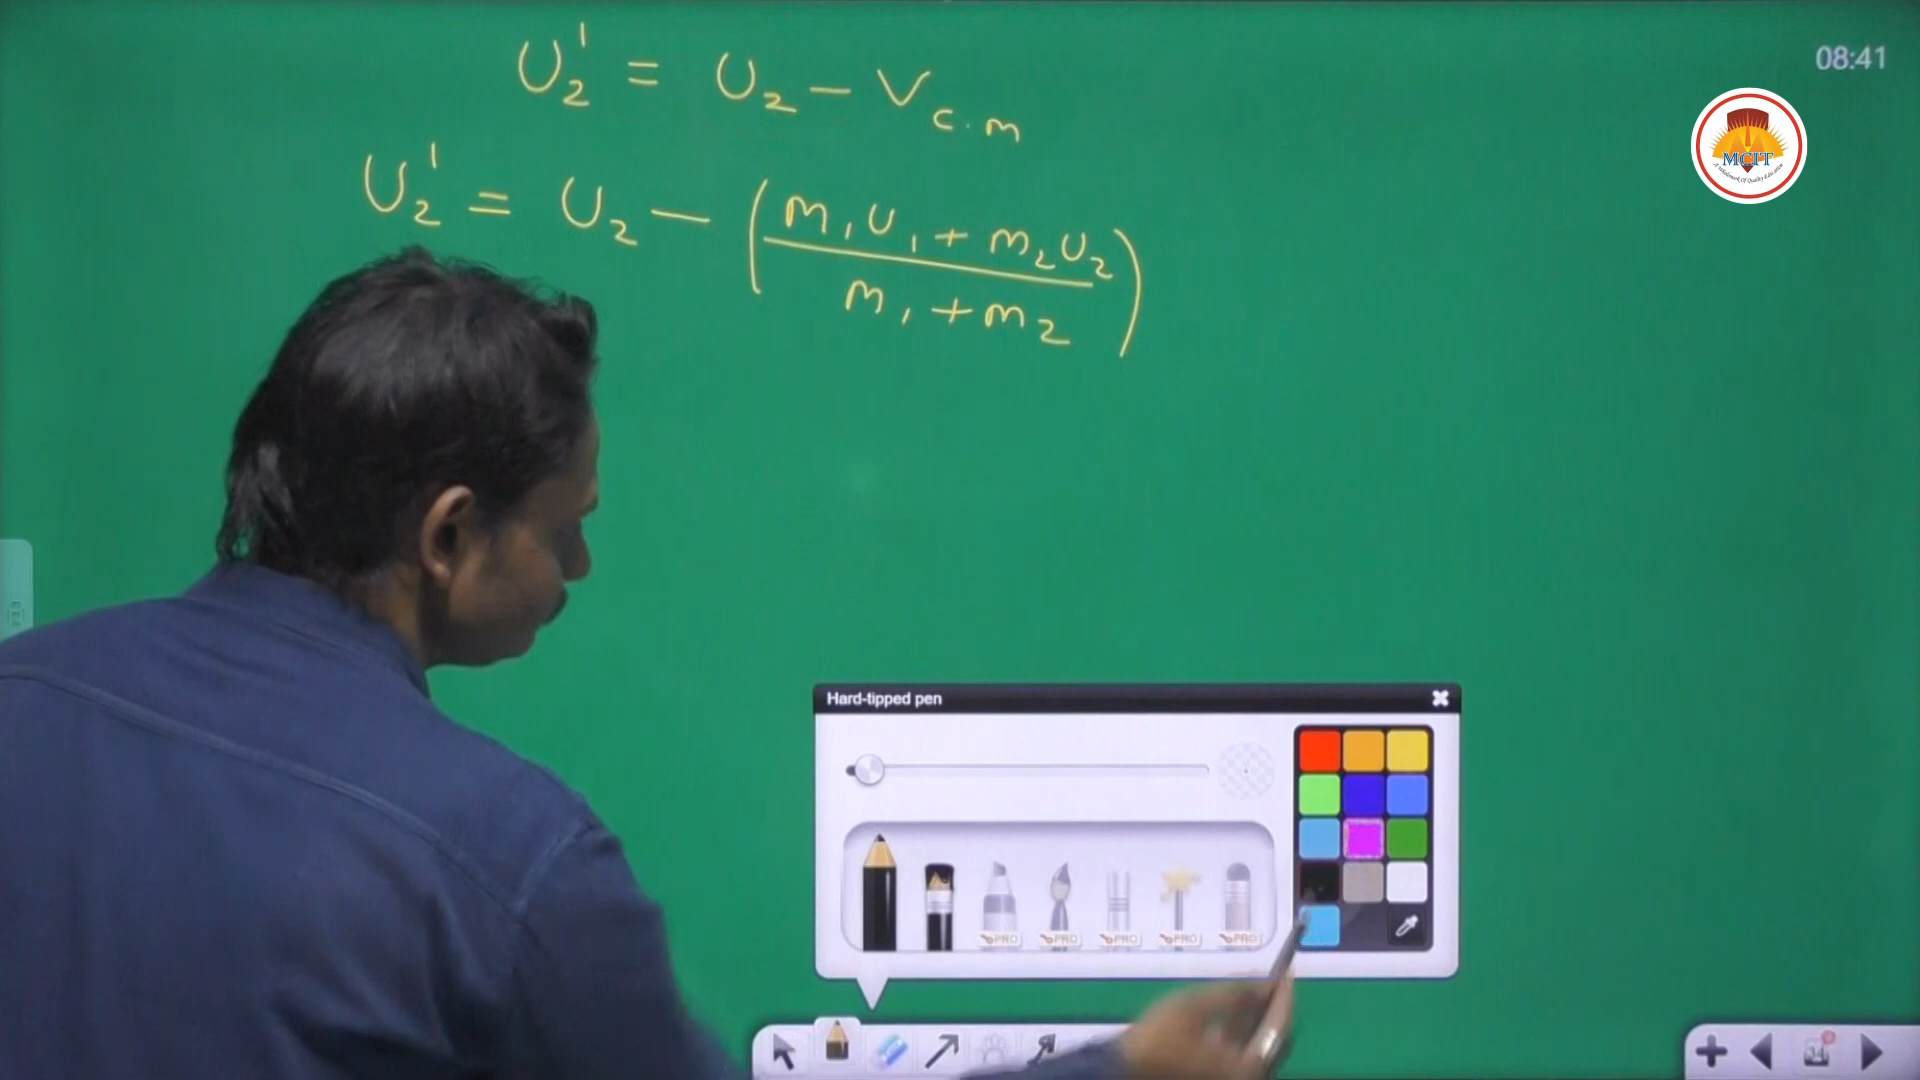 08:41
U₂' = U₂ - V_c.m
MCIT
U₂' = U₂ - (m₁U₁ + m₂U₂ / m₁ + m₂)
Hard-tipped pen
PRO PRO PRO PRO PRO
34